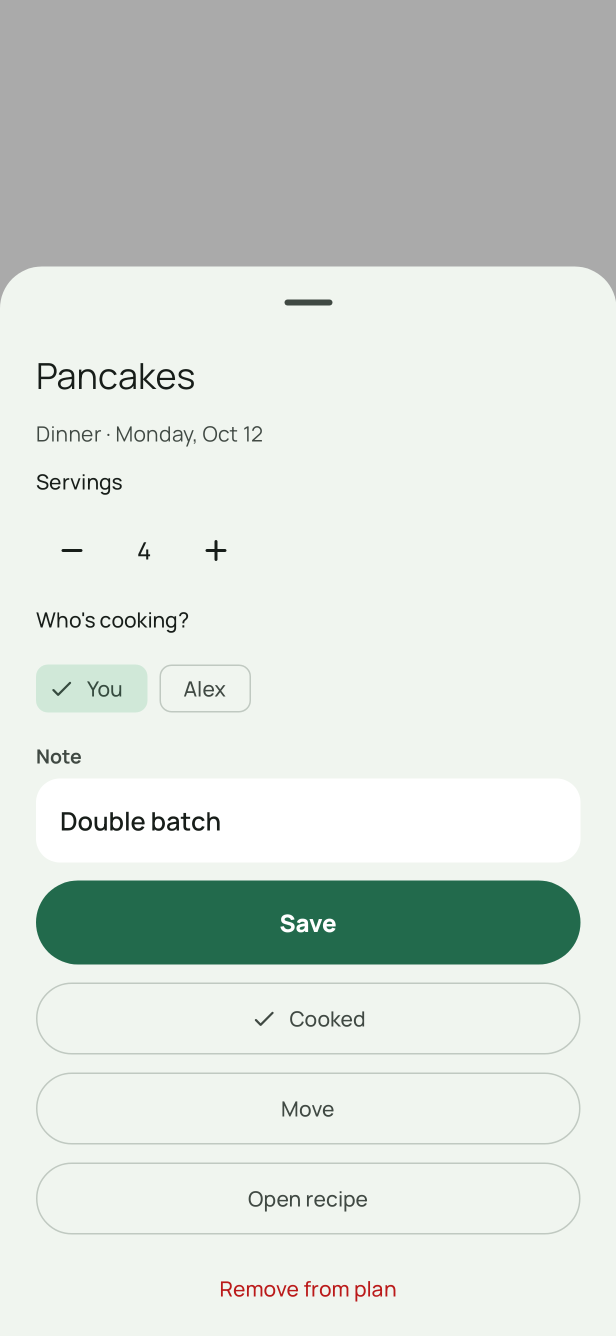 Pancakes
Dinner · Monday, Oct 12
Servings
4
Who's cooking?
You
Alex
Note
Double batch
Save
Cooked
Move
Open recipe
Remove from plan